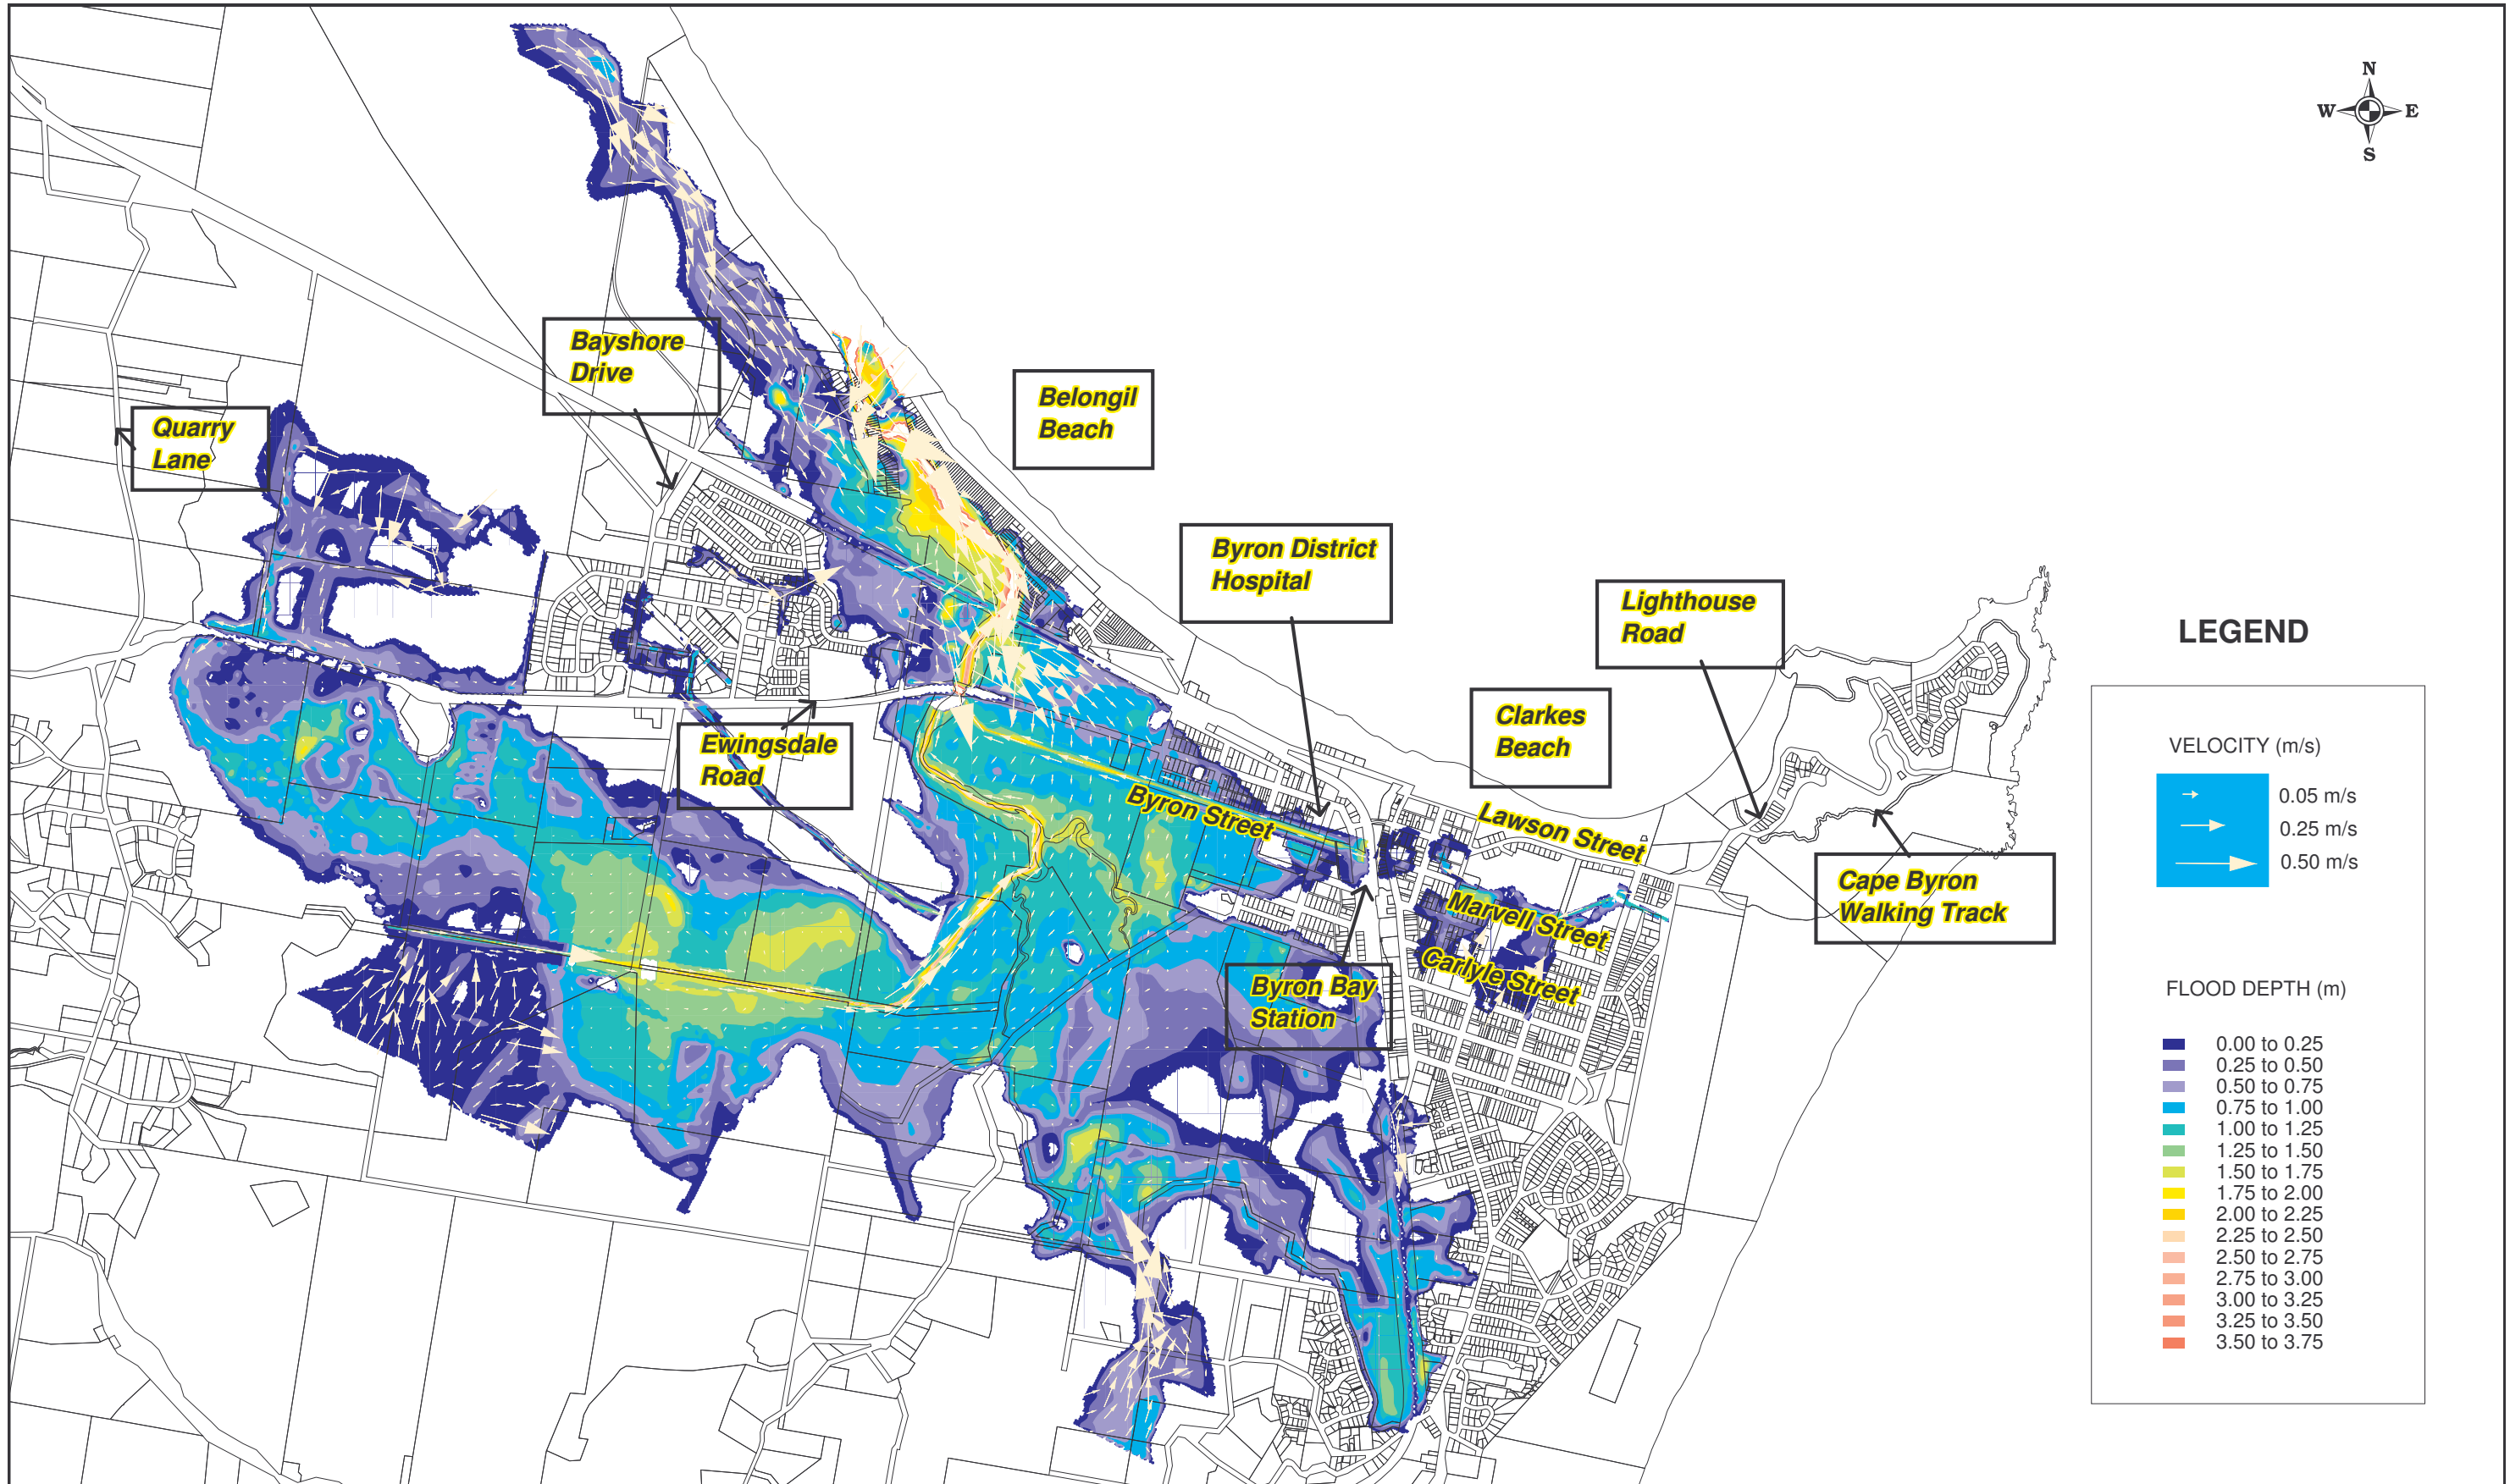 N
W E
S
Bayshore
Drive
Belongil
Beach
Quarry
Lane
Byron District
Hospital
Lighthouse
Road
LEGEND
Clarkes
Beach
Ewingsdale
Road
VELOCITY (m/s)
0.05 m/s
0.25 m/s
0.50 m/s
Byron Street
Lawson Street
Cape Byron
Walking Track
Marvell Street
Carlyle Street
Byron Bay
Station
FLOOD DEPTH (m)
0.00 to 0.25
0.25 to 0.50
0.50 to 0.75
0.75 to 1.00
1.00 to 1.25
1.25 to 1.50
1.50 to 1.75
1.75 to 2.00
2.00 to 2.25
2.25 to 2.50
2.50 to 2.75
2.75 to 3.00
3.00 to 3.25
3.25 to 3.50
3.50 to 3.75